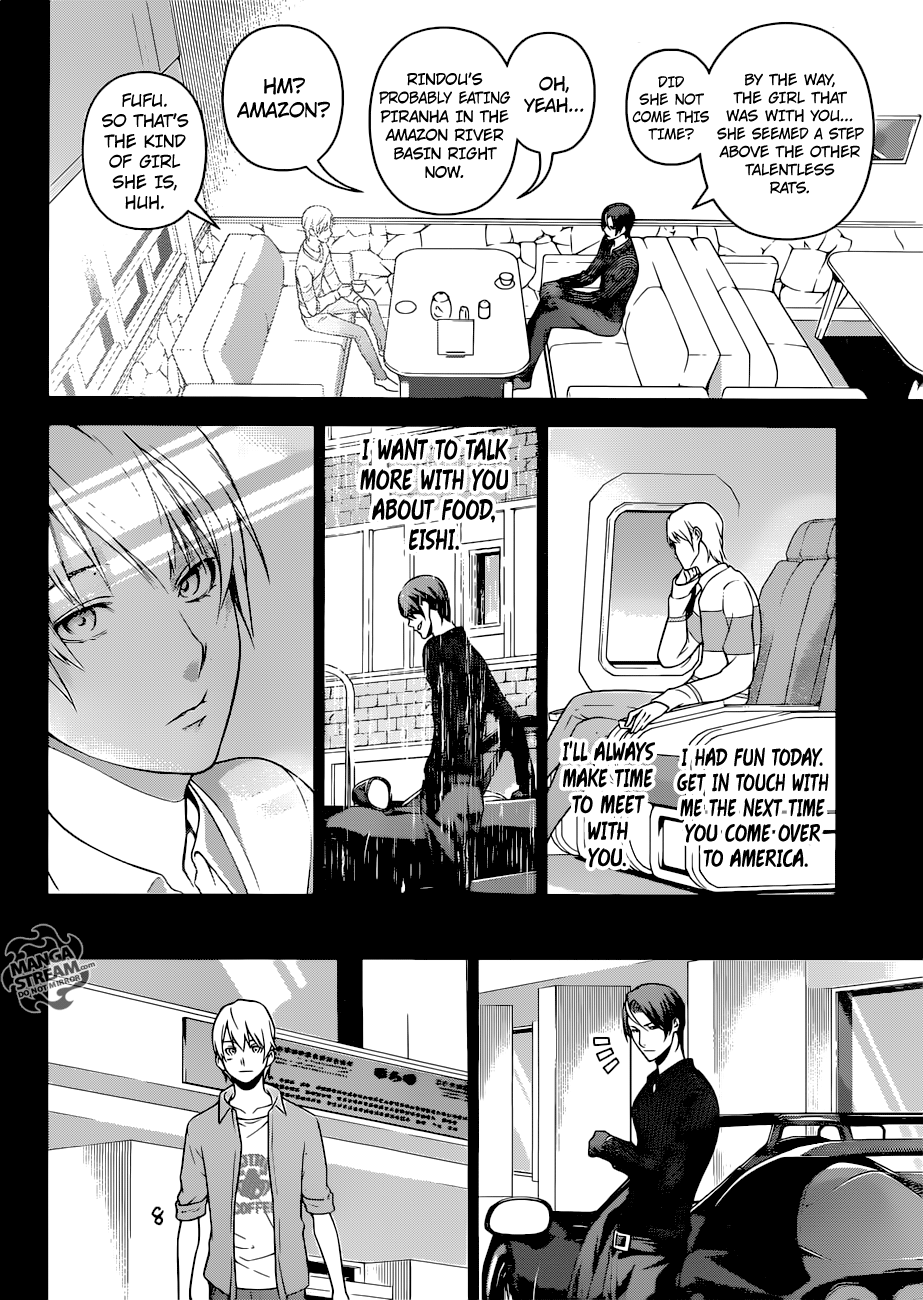 BY THE WAY,
THE GIRL THAT
WAS WITH YOU...
SHE SEEMED A STEP
ABOVE THE OTHER
TALENTLESS
RATS.
DID
SHE NOT
COME THIS
TIME?
OH,
YEAH...
RINDOU'S
PROBABLY EATING
PIRANHA IN THE
AMAZON RIVER
BASIN RIGHT
NOW.
HM?
AMAZON?
FUFU.
SO THAT'S
THE KIND
OF GIRL
SHE IS,
HUH.
I HAD FUN TODAY.
GET IN TOUCH WITH
ME THE NEXT TIME
YOU COME OVER
TO AMERICA.
I'LL ALWAYS
MAKE TIME
TO MEET
WITH
YOU.
I WANT TO TALK
MORE WITH YOU
ABOUT FOOD,
EISHI.
MANGA
STREAM.COM
DO NOT MIRROR
COFFEE
8